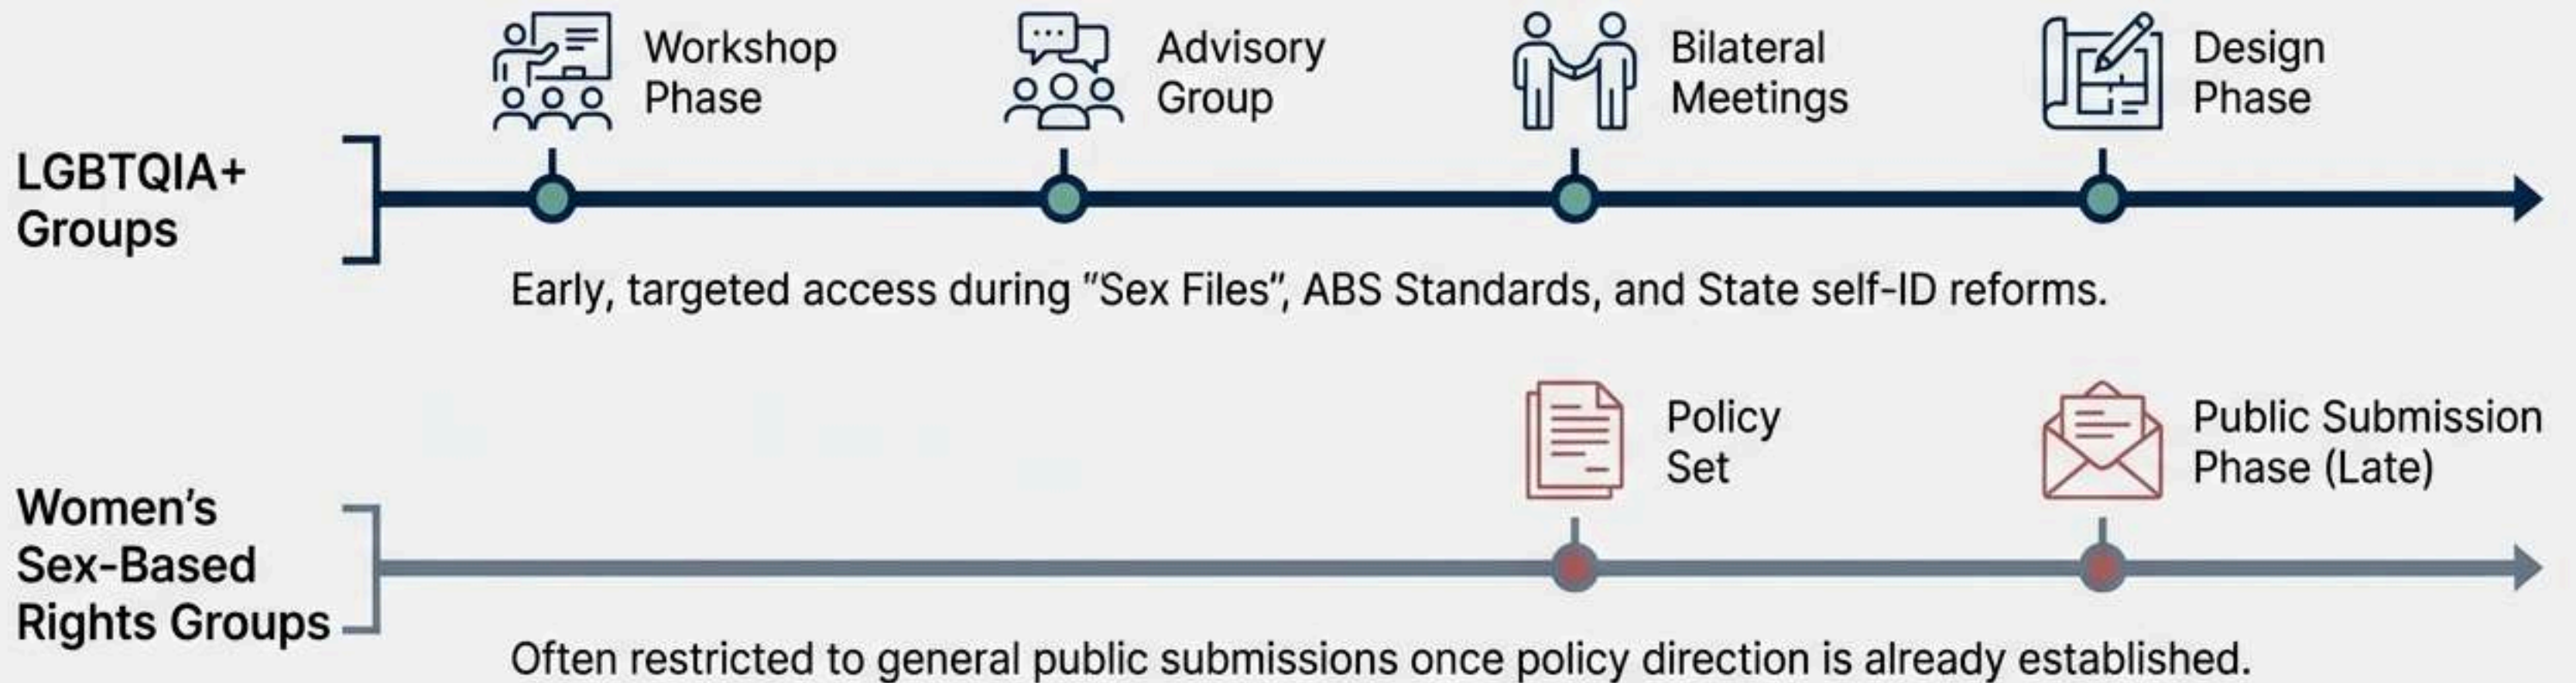 Workshop
Phase
Advisory
Group
Bilateral
Meetings
Design
Phase
LGBTQIA+
Groups
Early, targeted access during "Sex Files", ABS Standards, and State self-ID reforms.
Policy
Set
Public Submission
Phase (Late)
Women's
Sex-Based
Rights Groups
Often restricted to general public submissions once policy direction is already established.